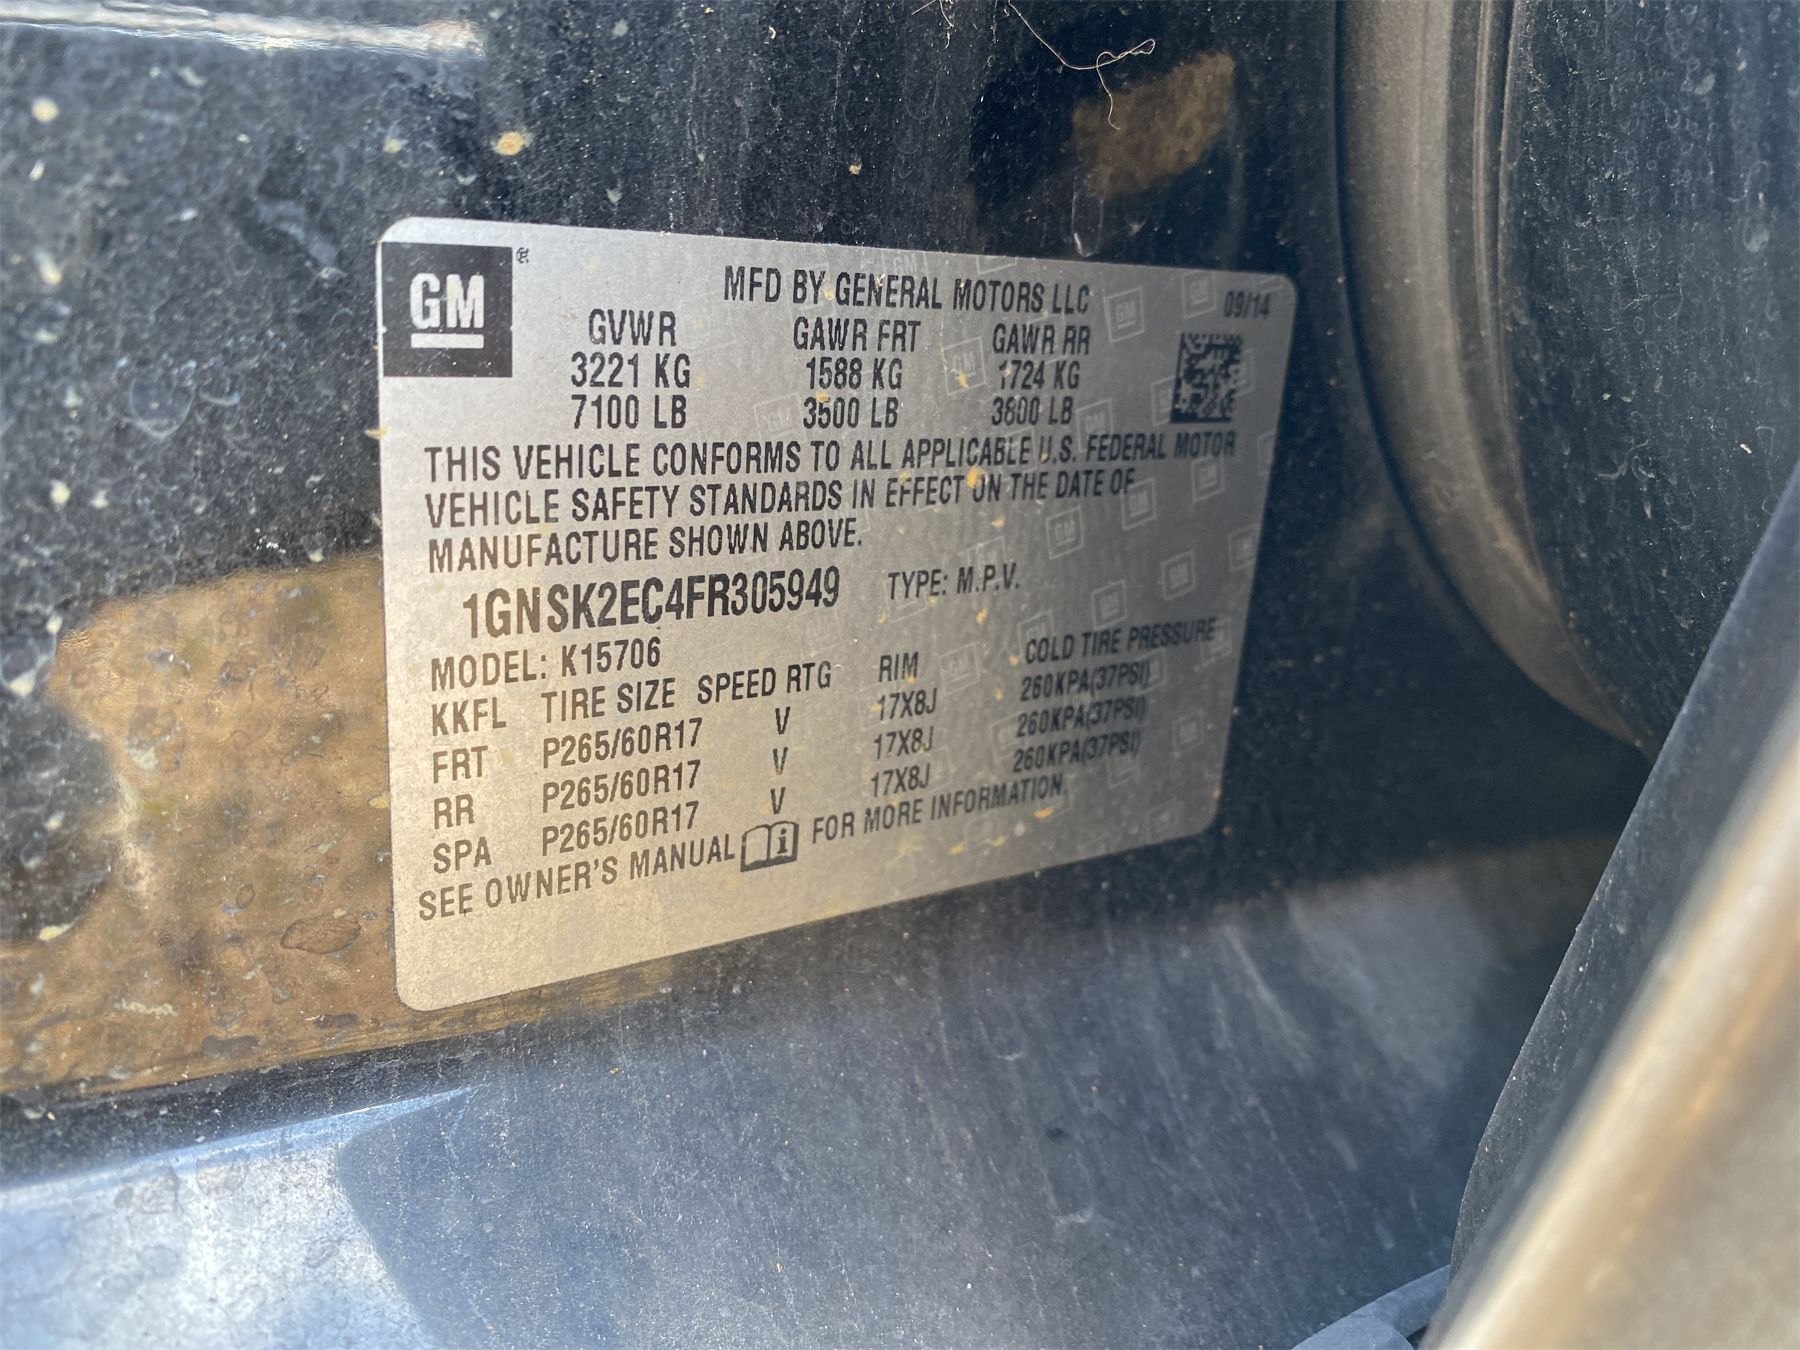 GM ®
MFD BY GENERAL MOTORS LLC 09/14
GVWR GAWR FRT GAWR RR
3221 KG 1588 KG 1724 KG
7100 LB 3500 LB 3800 LB
THIS VEHICLE CONFORMS TO ALL APPLICABLE U.S. FEDERAL MOTOR
VEHICLE SAFETY STANDARDS IN EFFECT ON THE DATE OF
MANUFACTURE SHOWN ABOVE.
1GNSK2EC4FR305949 TYPE: M.P.V.
MODEL: K15706
KKFL TIRE SIZE SPEED RTG RIM COLD TIRE PRESSURE
FRT P265/60R17 V 17X8J 260KPA(37PSI)
RR P265/60R17 V 17X8J 260KPA(37PSI)
SPA P265/60R17 V 17X8J 260KPA(37PSI)
SEE OWNER'S MANUAL i FOR MORE INFORMATION.